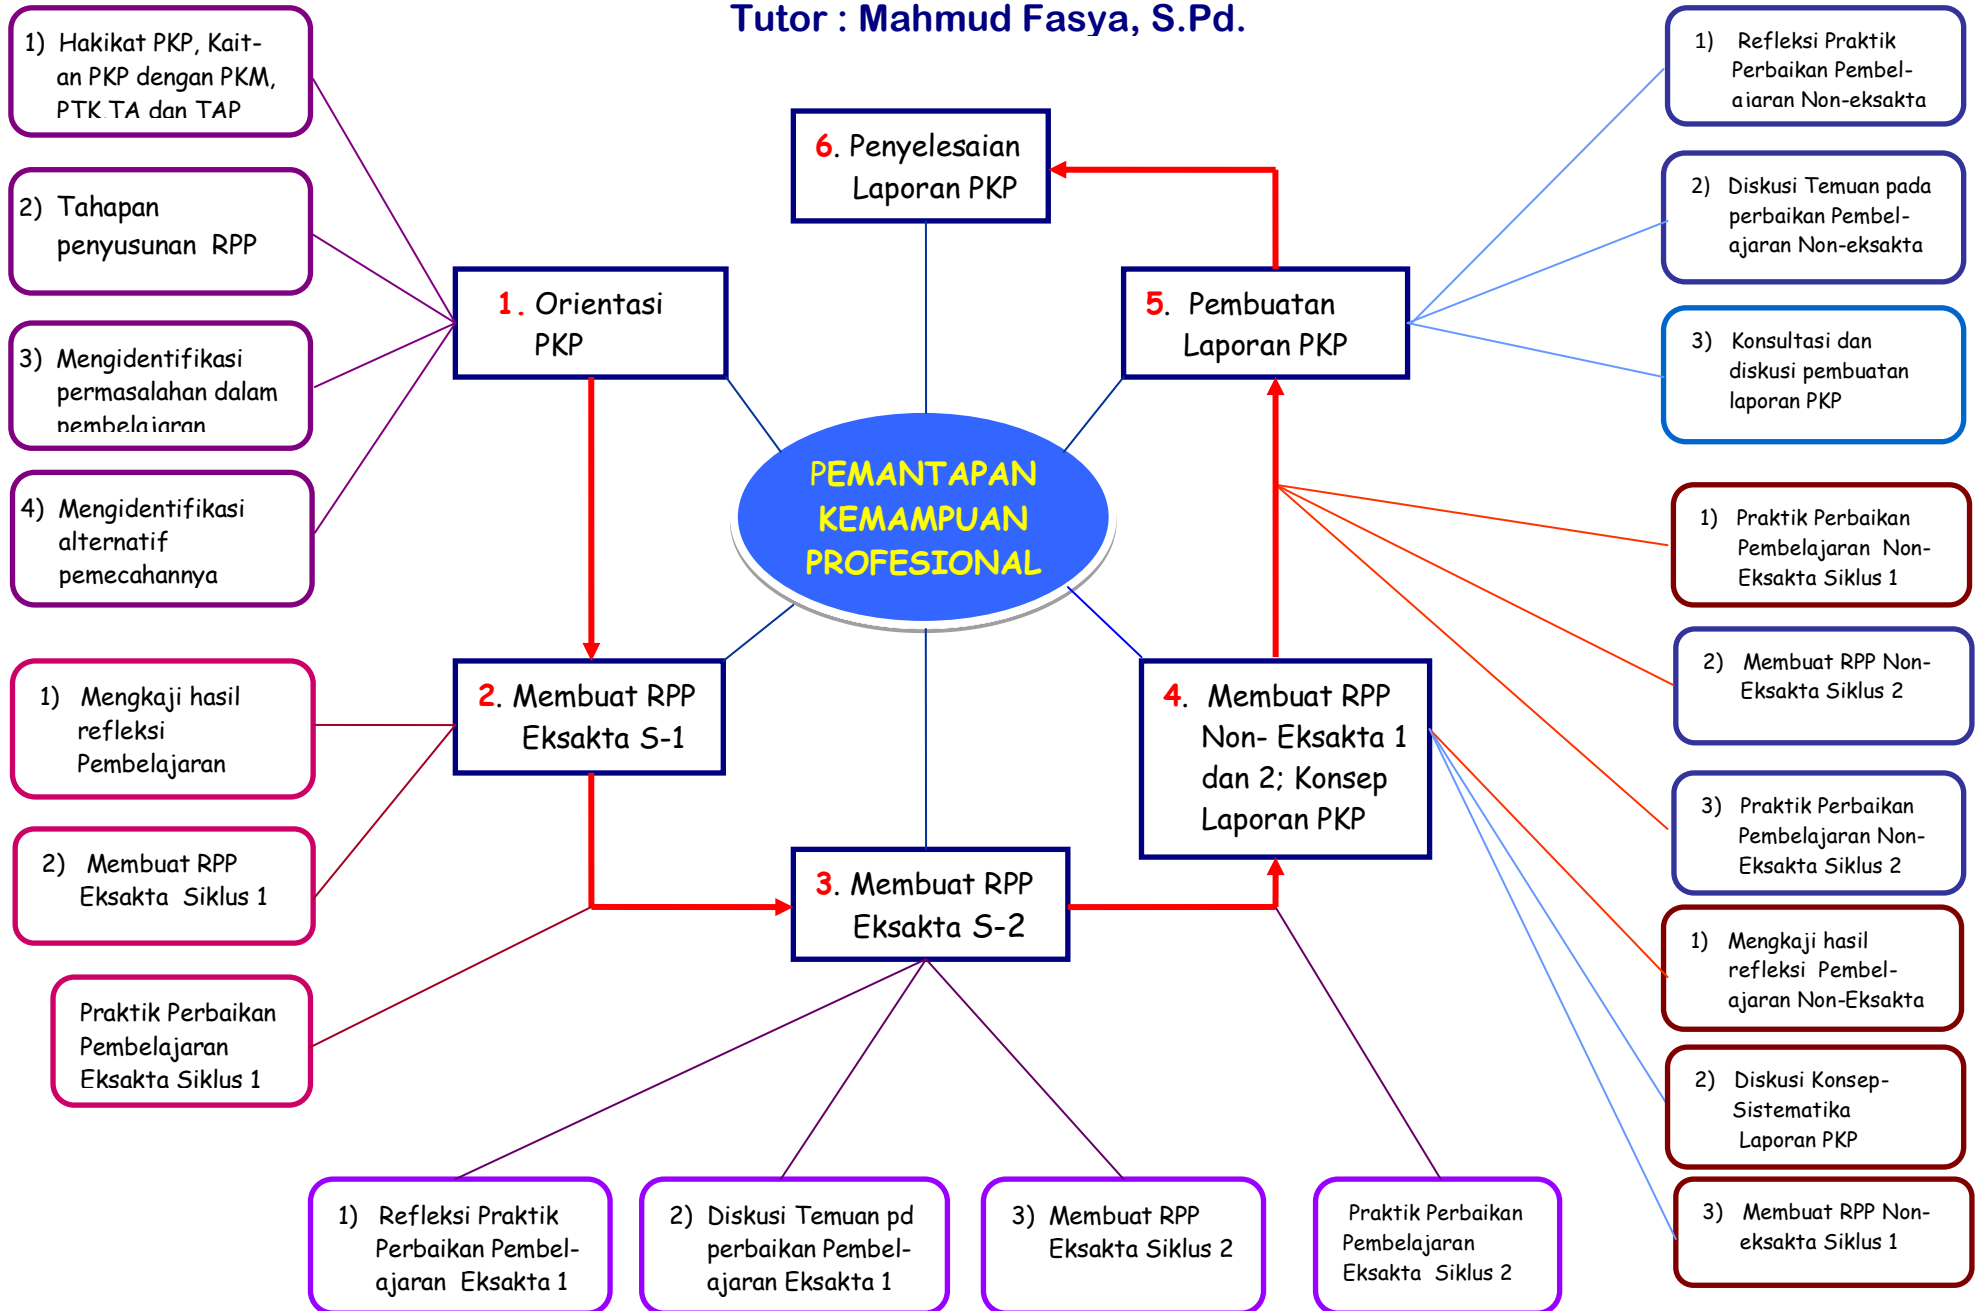 Tutor : Mahmud Fasya, S.Pd.
1) Hakikat PKP, Kait-
an PKP dengan PKM,
PTK,TA dan TAP
2) Tahapan
penyusunan RPP
3) Mengidentifikasi
permasalahan dalam
pembelajaran
4) Mengidentifikasi
alternatif
pemecahannya
1. Orientasi
PKP
6. Penyelesaian
Laporan PKP
5. Pembuatan
Laporan PKP
PEMANTAPAN
KEMAMPUAN
PROFESIONAL
1) Refleksi Praktik
Perbaikan Pembel-
ajaran Non-eksakta
2) Diskusi Temuan pada
perbaikan Pembel-
ajaran Non-eksakta
3) Konsultasi dan
diskusi pembuatan
laporan PKP
1) Praktik Perbaikan
Pembelajaran Non-
Eksakta Siklus 1
2) Membuat RPP Non-
Eksakta Siklus 2
3) Praktik Perbaikan
Pembelajaran Non-
Eksakta Siklus 2
1) Mengkaji hasil
refleksi
Pembelajaran
2) Membuat RPP
Eksakta Siklus 1
Praktik Perbaikan
Pembelajaran
Eksakta Siklus 1
2. Membuat RPP
Eksakta S-1
3. Membuat RPP
Eksakta S-2
4. Membuat RPP
Non- Eksakta 1
dan 2; Konsep
Laporan PKP
1) Mengkaji hasil
refleksi Pembel-
ajaran Non-Eksakta
2) Diskusi Konsep-
Sistematika
Laporan PKP
3) Membuat RPP Non-
eksakta Siklus 1
1) Refleksi Praktik
Perbaikan Pembel-
ajaran Eksakta 1
2) Diskusi Temuan pd
perbaikan Pembel-
ajaran Eksakta 1
3) Membuat RPP
Eksakta Siklus 2
Praktik Perbaikan
Pembelajaran
Eksakta Siklus 2